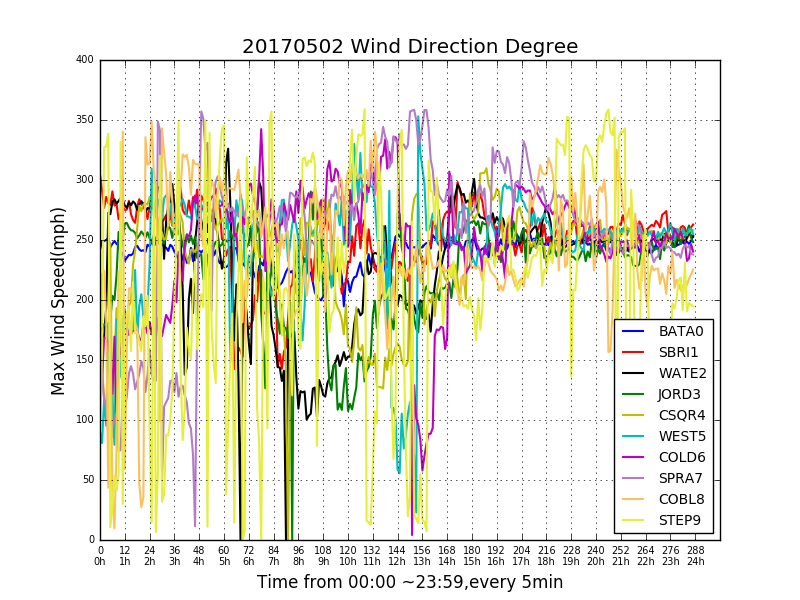 20170502 Wind Direction Degree
400
350
300
250
200
150
100
50
0
Max Wind Speed(mph)
0 12 24 36 48 60 72 84 96 108 120 132 144 156 168 180 192 204 216 228 240 252 264 276 288
0h 1h 2h 3h 4h 5h 6h 7h 8h 9h 10h 11h 12h 13h 14h 15h 16h 17h 18h 19h 20h 21h 22h 23h 24h
Time from 00:00 ~23:59,every 5min
BATA0
SBRI1
WATE2
JORD3
CSQR4
WEST5
COLD6
SPRA7
COBL8
STEP9